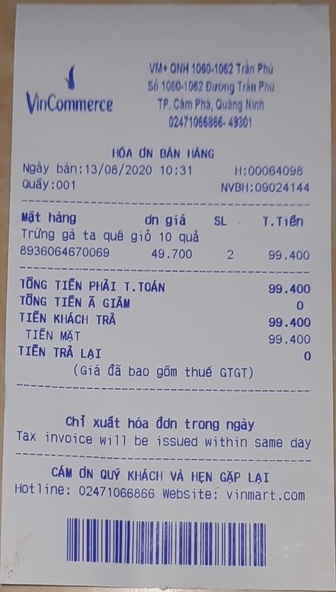 VinCommerce
VM+ QNH 1060-1062 Trần Phú
Số 1060-1062 Đường Trần Phú
TP. Cẩm Phả, Quảng Ninh
02471066866- 49301
HÓA ƠN BÁN HÀNG
Ngày bán:13/08/2020 10:31 H:00064098
Quầy:001 NVBH:09024144
Mặt hàng ơn giá SL T.Tiền
Trứng gà ta quê giỏ 10 quả
8936064670069 49.700 2 99.400
TỔNG TIỀN PHẢI T.TOÁN 99.400
TỔNG TIỀN Ã GIẢM 0
TIỀN KHÁCH TRẢ 99.400
TIỀN MẶT 99.400
TIỀN TRẢ LẠI 0
(Giá đã bao gồm thuế GTGT)
Chỉ xuất hóa đơn trong ngày
Tax invoice will be issued within same day
CÁM ƠN QUÝ KHÁCH VÀ HẸN GẶP LẠI
Hotline: 02471066866 Website: vinmart.com